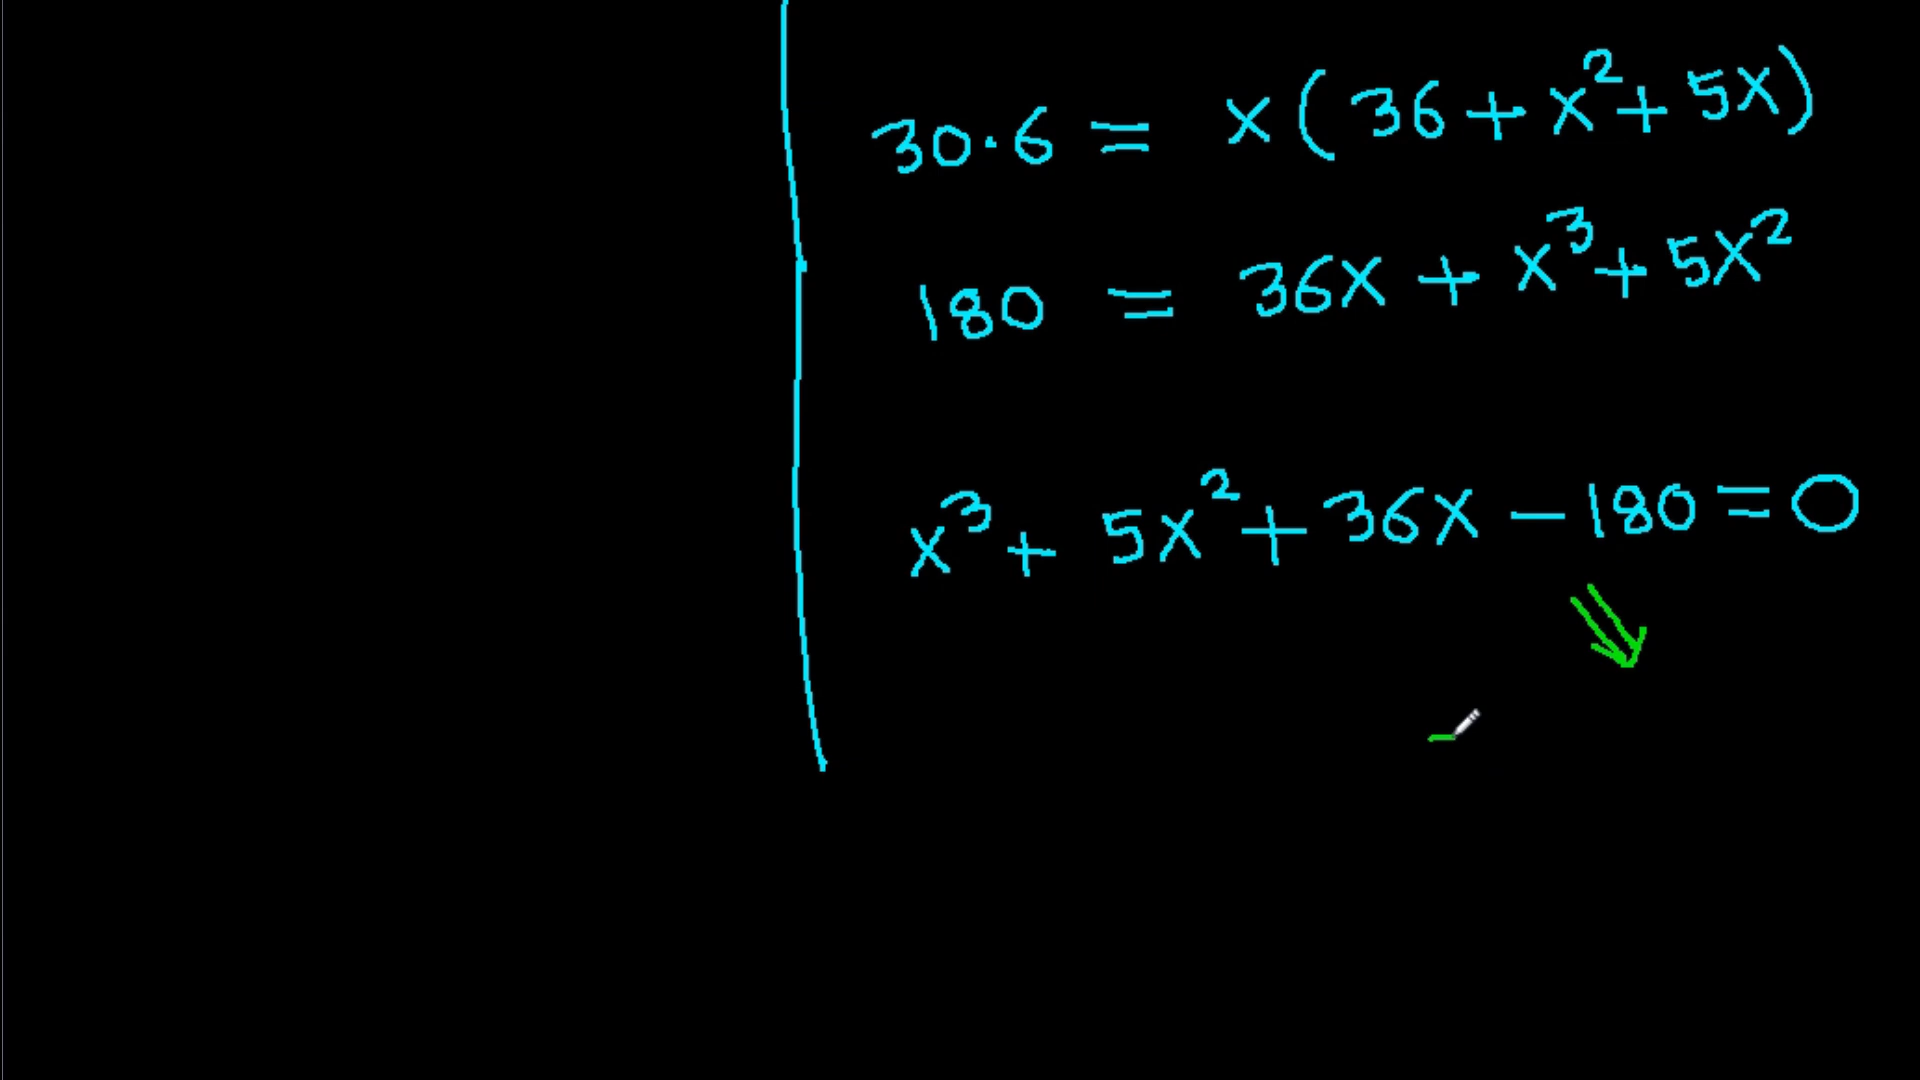 30·6 = x(36 + x² + 5x)
180 = 36x + x³ + 5x²
x³ + 5x² + 36x – 180 = 0